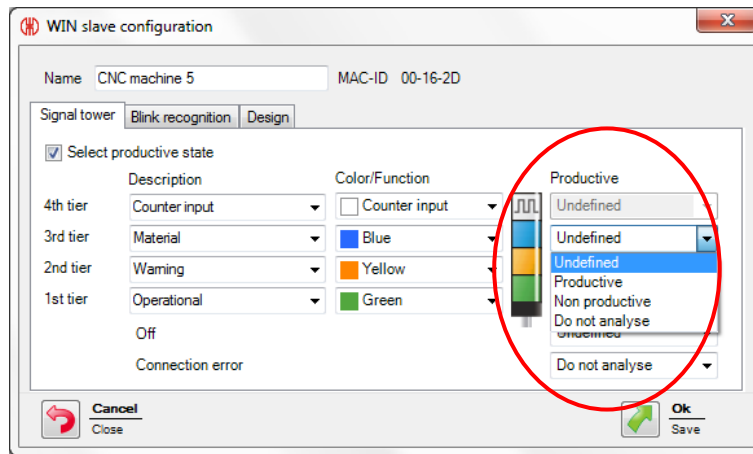 WIN slave configuration
Name CNC machine 5 MAC-ID 00-16-2D
Signal tower Blink recognition Design
Select productive state
Description Color/Function Productive
4th tier Counter input Counter input Undefined
3rd tier Material Blue Undefined
Undefined
2nd tier Warning Yellow Productive
1st tier Operational Green Non productive
Do not analyse
Off Undefined
Connection error Do not analyse
Cancel Ok
Close Save